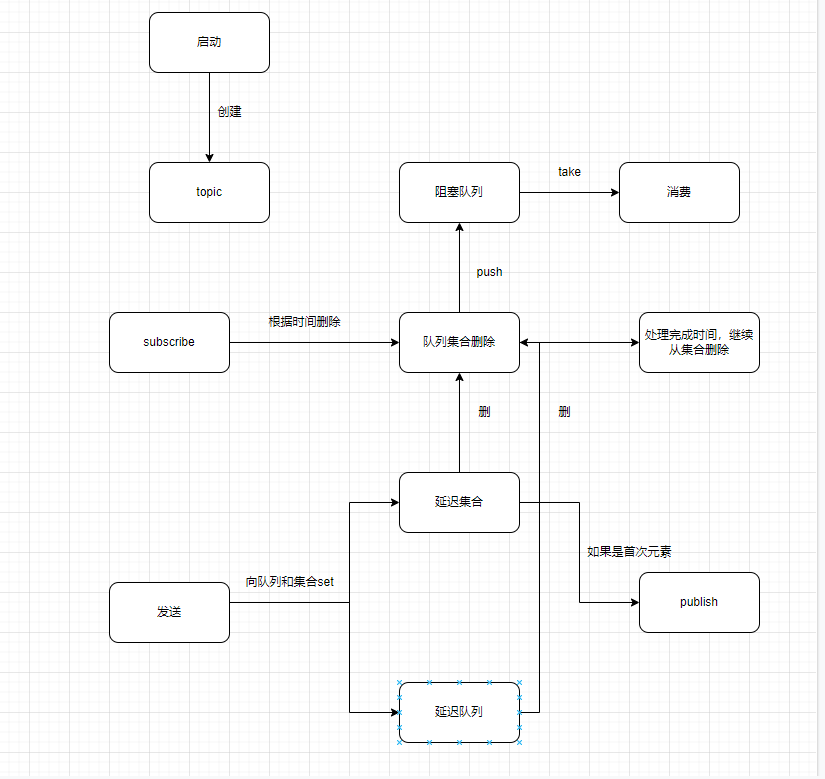 启动
创建
topic
阻塞队列
take
消费
push
subscribe
根据时间删除
队列集合删除
处理完成时间，继续
从集合删除
删
删
延迟集合
如果是首次元素
向队列和集合set
发送
publish
延迟队列